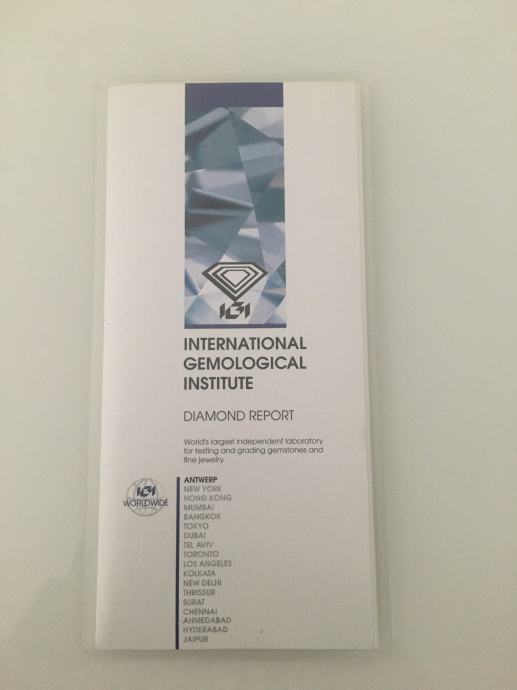 IGI
INTERNATIONAL
GEMOLOGICAL
INSTITUTE
DIAMOND REPORT
World's largest independent laboratory
for testing and grading gemstones and
fine jewelry.
IGI
WORLDWIDE
ANTWERP
NEW YORK
HONG KONG
MUMBAI
BANGKOK
TOKYO
DUBAI
TEL AVIV
TORONTO
LOS ANGELES
KOLKATA
NEW DELHI
THRISSUR
SURAT
CHENNAI
AHMEDABAD
HYDERABAD
JAIPUR